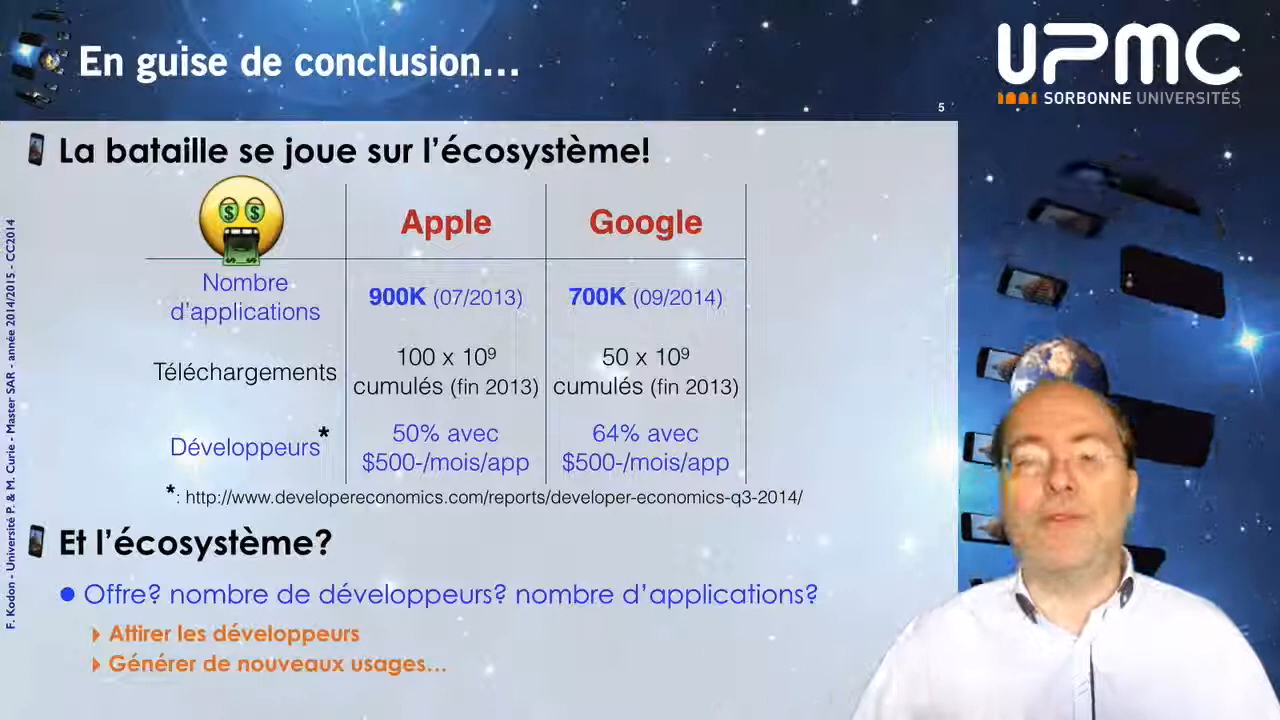 En guise de conclusion...
UPMC
SORBONNE UNIVERSITÉS
5
La bataille se joue sur l'écosystème!
Apple
Google
Nombre
d'applications
900K (07/2013)
700K (09/2014)
Téléchargements
100 x 10⁹
cumulés (fin 2013)
50 x 10⁹
cumulés (fin 2013)
Développeurs*
50% avec
$500-/mois/app
64% avec
$500-/mois/app
*: http://www.developereconomics.com/reports/developer-economics-q3-2014/
Et l'écosystème?
Offre? nombre de développeurs? nombre d'applications?
Attirer les développeurs
Générer de nouveaux usages...
F. Kodon - Université P. & M. Curie - Master SAR - année 2014/2015 - CC2014